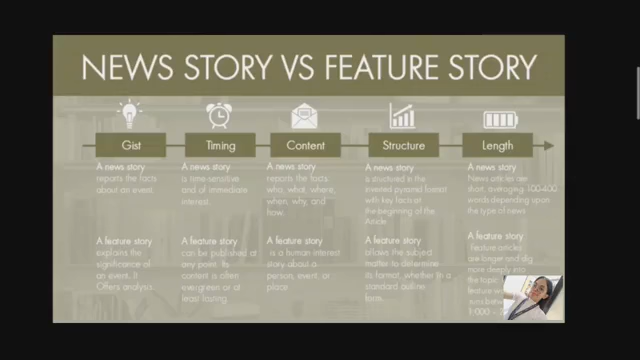 NEWS STORY VS FEATURE STORY
Gist
Timing
Content
Structure
Length
A news story
reports the facts
about an event.
A news story
is time-sensitive
and of immediate
interest.
A news story
reports the facts:
who, what, where,
when, why, and
how.
A news story
is structured in the
inverted pyramid format
with key facts at
the beginning of the
Article
A news story
News articles are
short, averaging 100-400
words depending upon
the type of news
A feature story
explains the
significance of
an event. It
Offers analysis
A feature story
can be published at
any point. Its
content is often
evergreen or at
least lasting.
A feature story
is a human interest
story about a
person, event, or
place.
A feature story
allows the subject
matter to determine
its format, whether in a
standard outline
form.
A feature story
Feature articles
are longer and dig
more deeply into
the topic
feature
runs